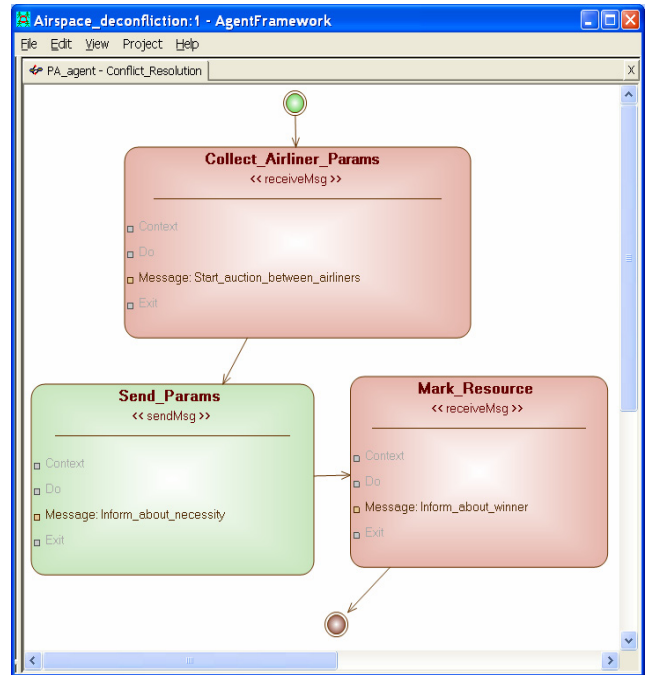 Airspace_deconfliction:1 - AgentFramework
File Edit View Project Help
PA_agent - Conflict_Resolution X
Collect_Airliner_Params
<< receiveMsg >>
Context
Do
Message: Start_auction_between_airliners
Exit
Send_Params
<< sendMsg >>
Context
Do
Message: Inform_about_necessity
Exit
Mark_Resource
<< receiveMsg >>
Context
Do
Message: Inform_about_winner
Exit